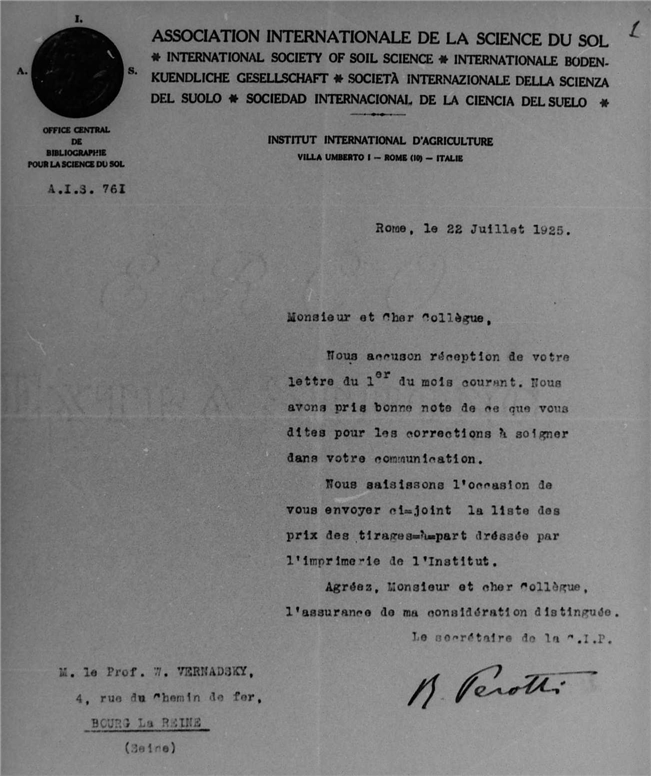 1
I.
A. S.
ASSOCIATION INTERNATIONALE DE LA SCIENCE DU SOL
* INTERNATIONAL SOCIETY OF SOIL SCIENCE * INTERNATIONALE BODEN-
KUENDLICHE GESELLSCHAFT * SOCIETÀ INTERNAZIONALE DELLA SCIENZA
DEL SUOLO * SOCIEDAD INTERNACIONAL DE LA CIENCIA DEL SUELO *
OFFICE CENTRAL
DE
BIBLIOGRAPHIE
POUR LA SCIENCE DU SOL
INSTITUT INTERNATIONAL D'AGRICULTURE
VILLA UMBERTO I — ROME (10) — ITALIE
A.I.S. 761
Rome, le 22 Juillet 1925.
Monsieur et Cher Collègue,
Nous accuson réception de votre
lettre du 1er du mois courant. Nous
avons pris bonne note de ce que vous
dites pour les corrections à soigner
dans votre communication.
Nous saisissons l'occasion de
vous envoyer ci=joint la liste des
prix des tirages=à=part dréssée par
l'imprimerie de l'Institut.
Agréez, Monsieur et cher Collègue,
l'assurance de ma considération distinguée.
Le secrétaire de la C.I.P.
R. Perotti
M. le Prof. W. VERNADSKY,
4, rue du Chemin de fer,
BOURG La REINE
(Seine)